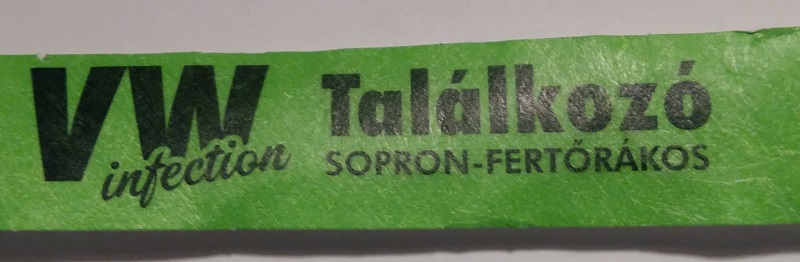 VW
infection
Találkozó
SOPRON-FERTŐRÁKOS